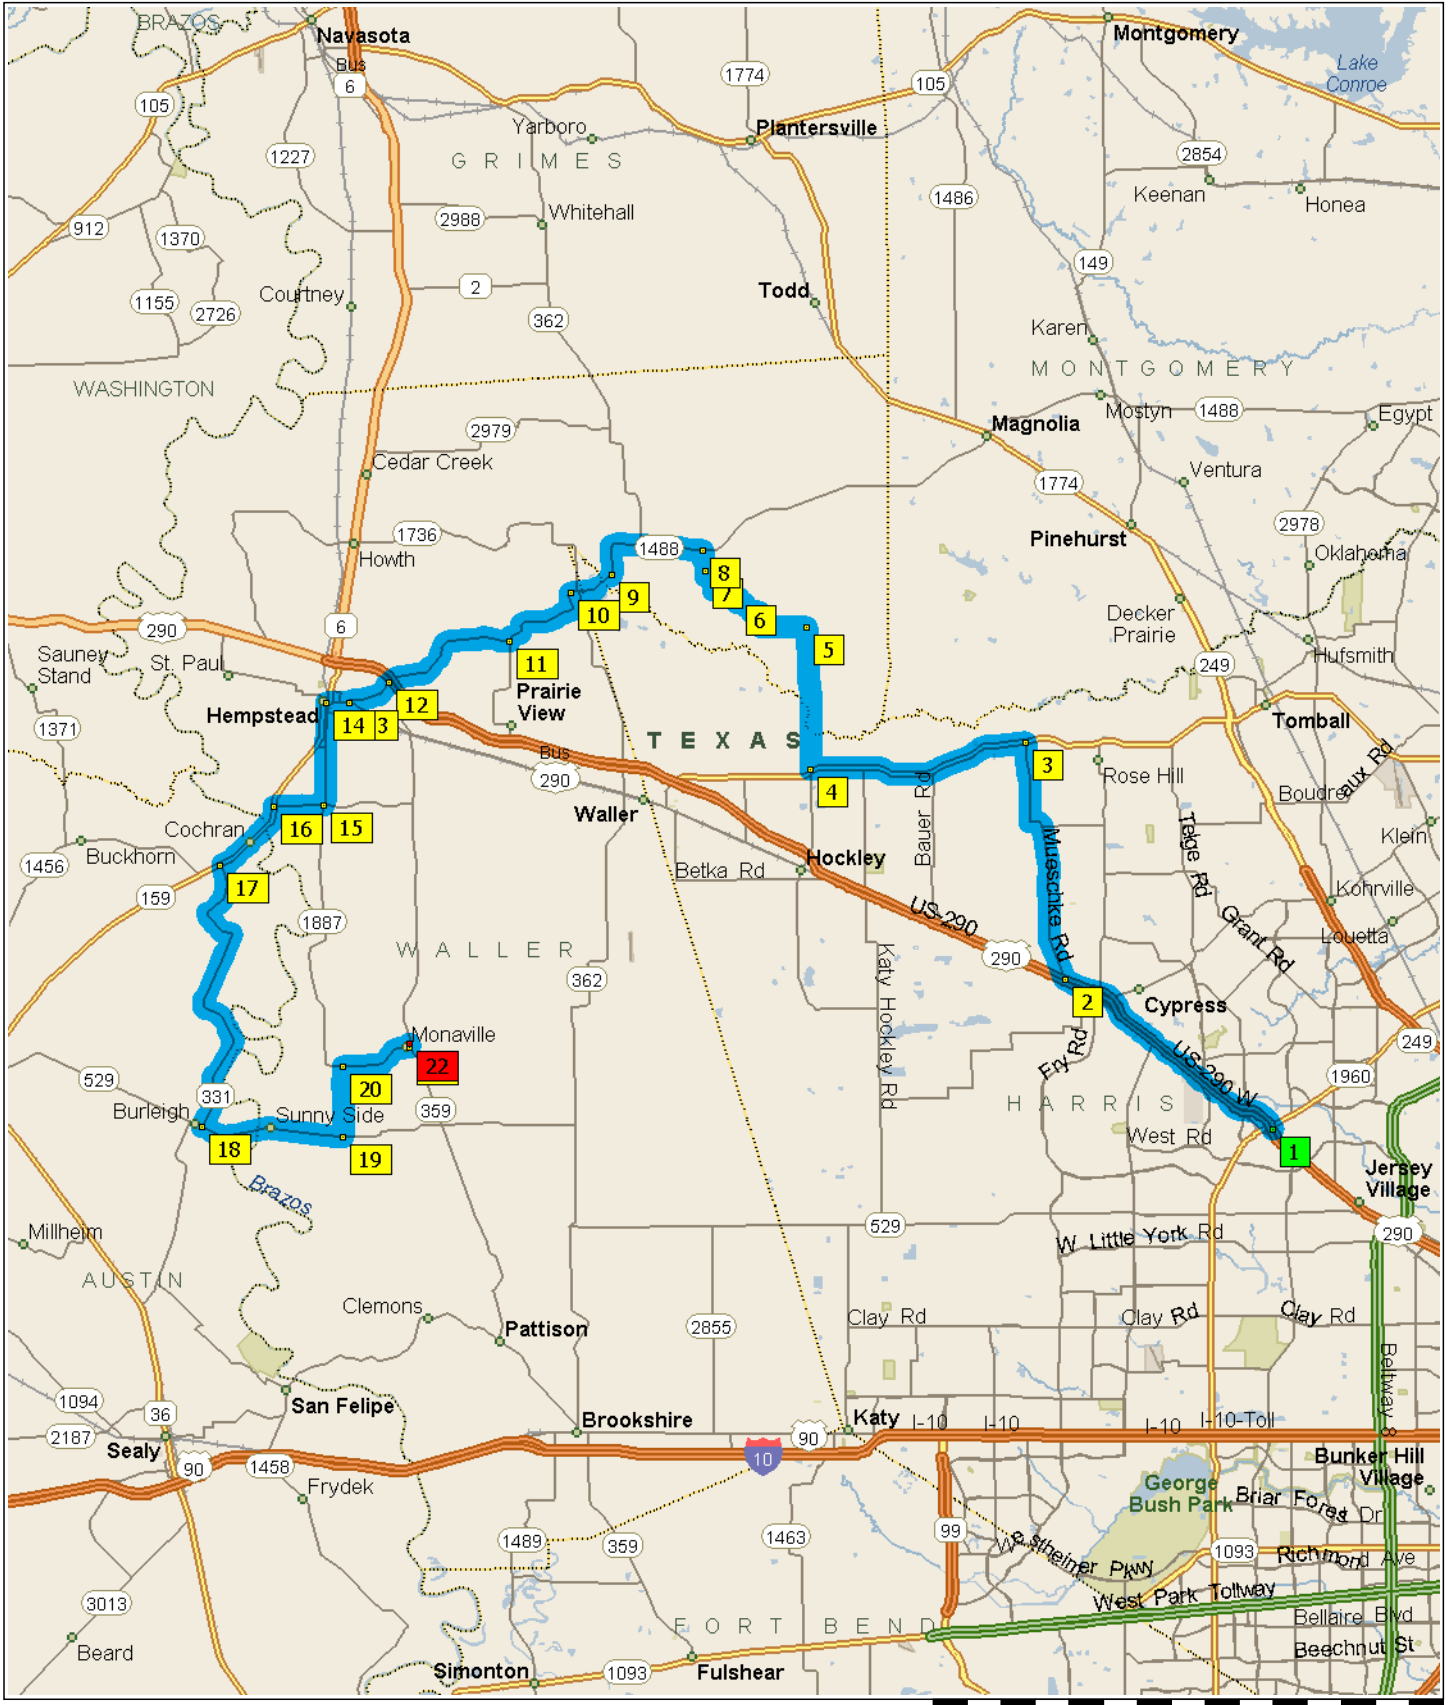 BRAZOS
Navasota
Montgomery
Bus
6
Lake
Conroe
1774
105
105
Yarboro
Plantersville
1227
GRIMES
2854
Keenan
Honea
1486
2988
Whitehall
912
1370
149
2
Courtney
Todd
1155
2726
362
Karen
MONTGOMERY
WASHINGTON
Mostyn
1488
Egypt
2979
Magnolia
Cedar Creek
Ventura
1774
2978
1736
Pinehurst
Howth
1488
Oklahoma
8
7
9
10
6
Decker
Prairie
290
6
5
Hufsmith
Sauney
Stand
St. Paul
11
249
Prairie
View
12
Hempstead
14
3
Tomball
1371
TEXAS
Bus
290
3
Rose Hill
4
Boudreaux Rd
Waller
Bauer Rd
Telge Rd
Cochran
16
15
Klein
Buckhorn
1456
Hockley
Betka Rd
Mueschke Rd
17
159
Kohrville
1887
US-290
Grant Rd
Louetta
WALLER
290
362
Katy Hockley Rd
2
Cypress
Monaville
22
Fry Rd
US-290 W
249
529
20
1960
331
Burleigh
Sunny Side
359
HARRIS
West Rd
18
19
1
Jersey
Village
Brazos
Millheim
529
W Little York Rd
290
AUSTIN
Clemons
Pattison
2855
Clay Rd
Clay Rd
Clay Rd
Beltway 8
1094
San Felipe
36
2187
Brookshire
Katy
I-10
I-10
I-10
I-10-Toll
90
Sealy
10
90
1458
Bunker Hill
Village
Frydek
George
Bush Park
Briar Forest Dr
1489
359
1463
99
Westheimer Pkwy
1093
Richmond Ave
3013
West Park Tollway
Bellaire Blvd
FORT BEND
Beard
Beechnut St
Simonton
1093
Fulshear